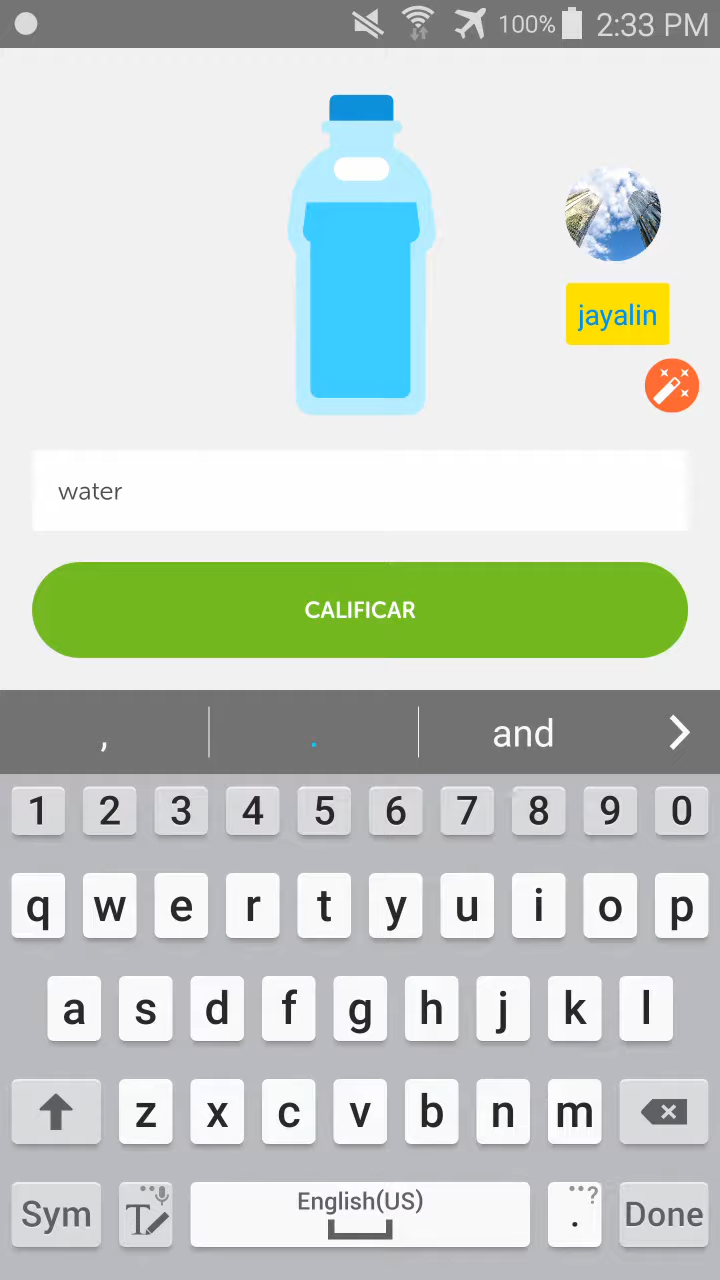 100% 2:33 PM
jayalin
water
CALIFICAR
, . and
1 2 3 4 5 6 7 8 9 0
q w e r t y u i o p
a s d f g h j k l
z x c v b n m
Sym T English(US) . ? Done